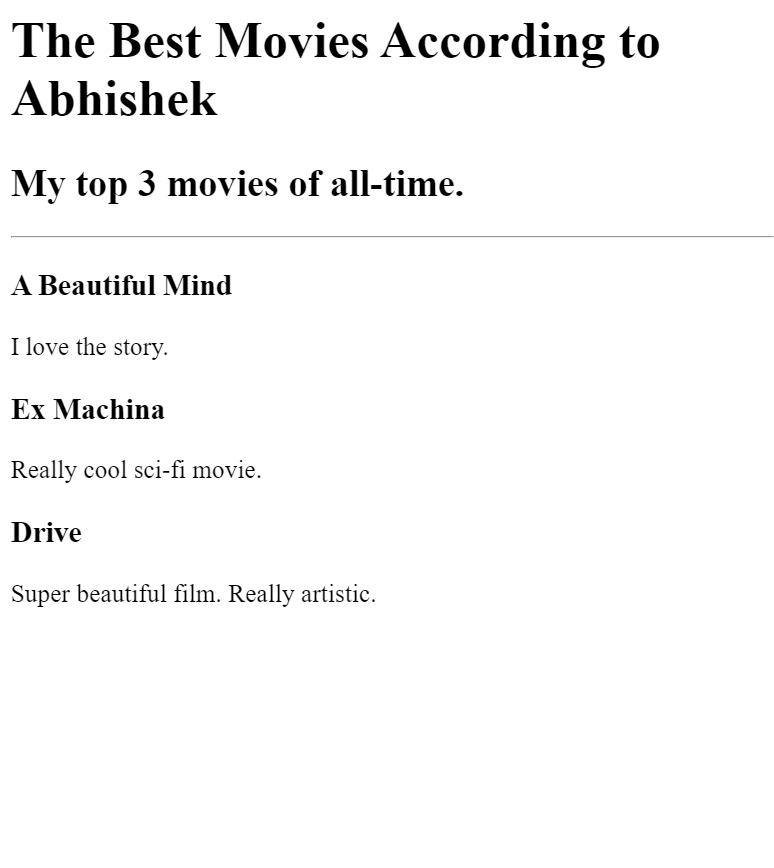 The Best Movies According to
Abhishek
My top 3 movies of all-time.
A Beautiful Mind
I love the story.
Ex Machina
Really cool sci-fi movie.
Drive
Super beautiful film. Really artistic.